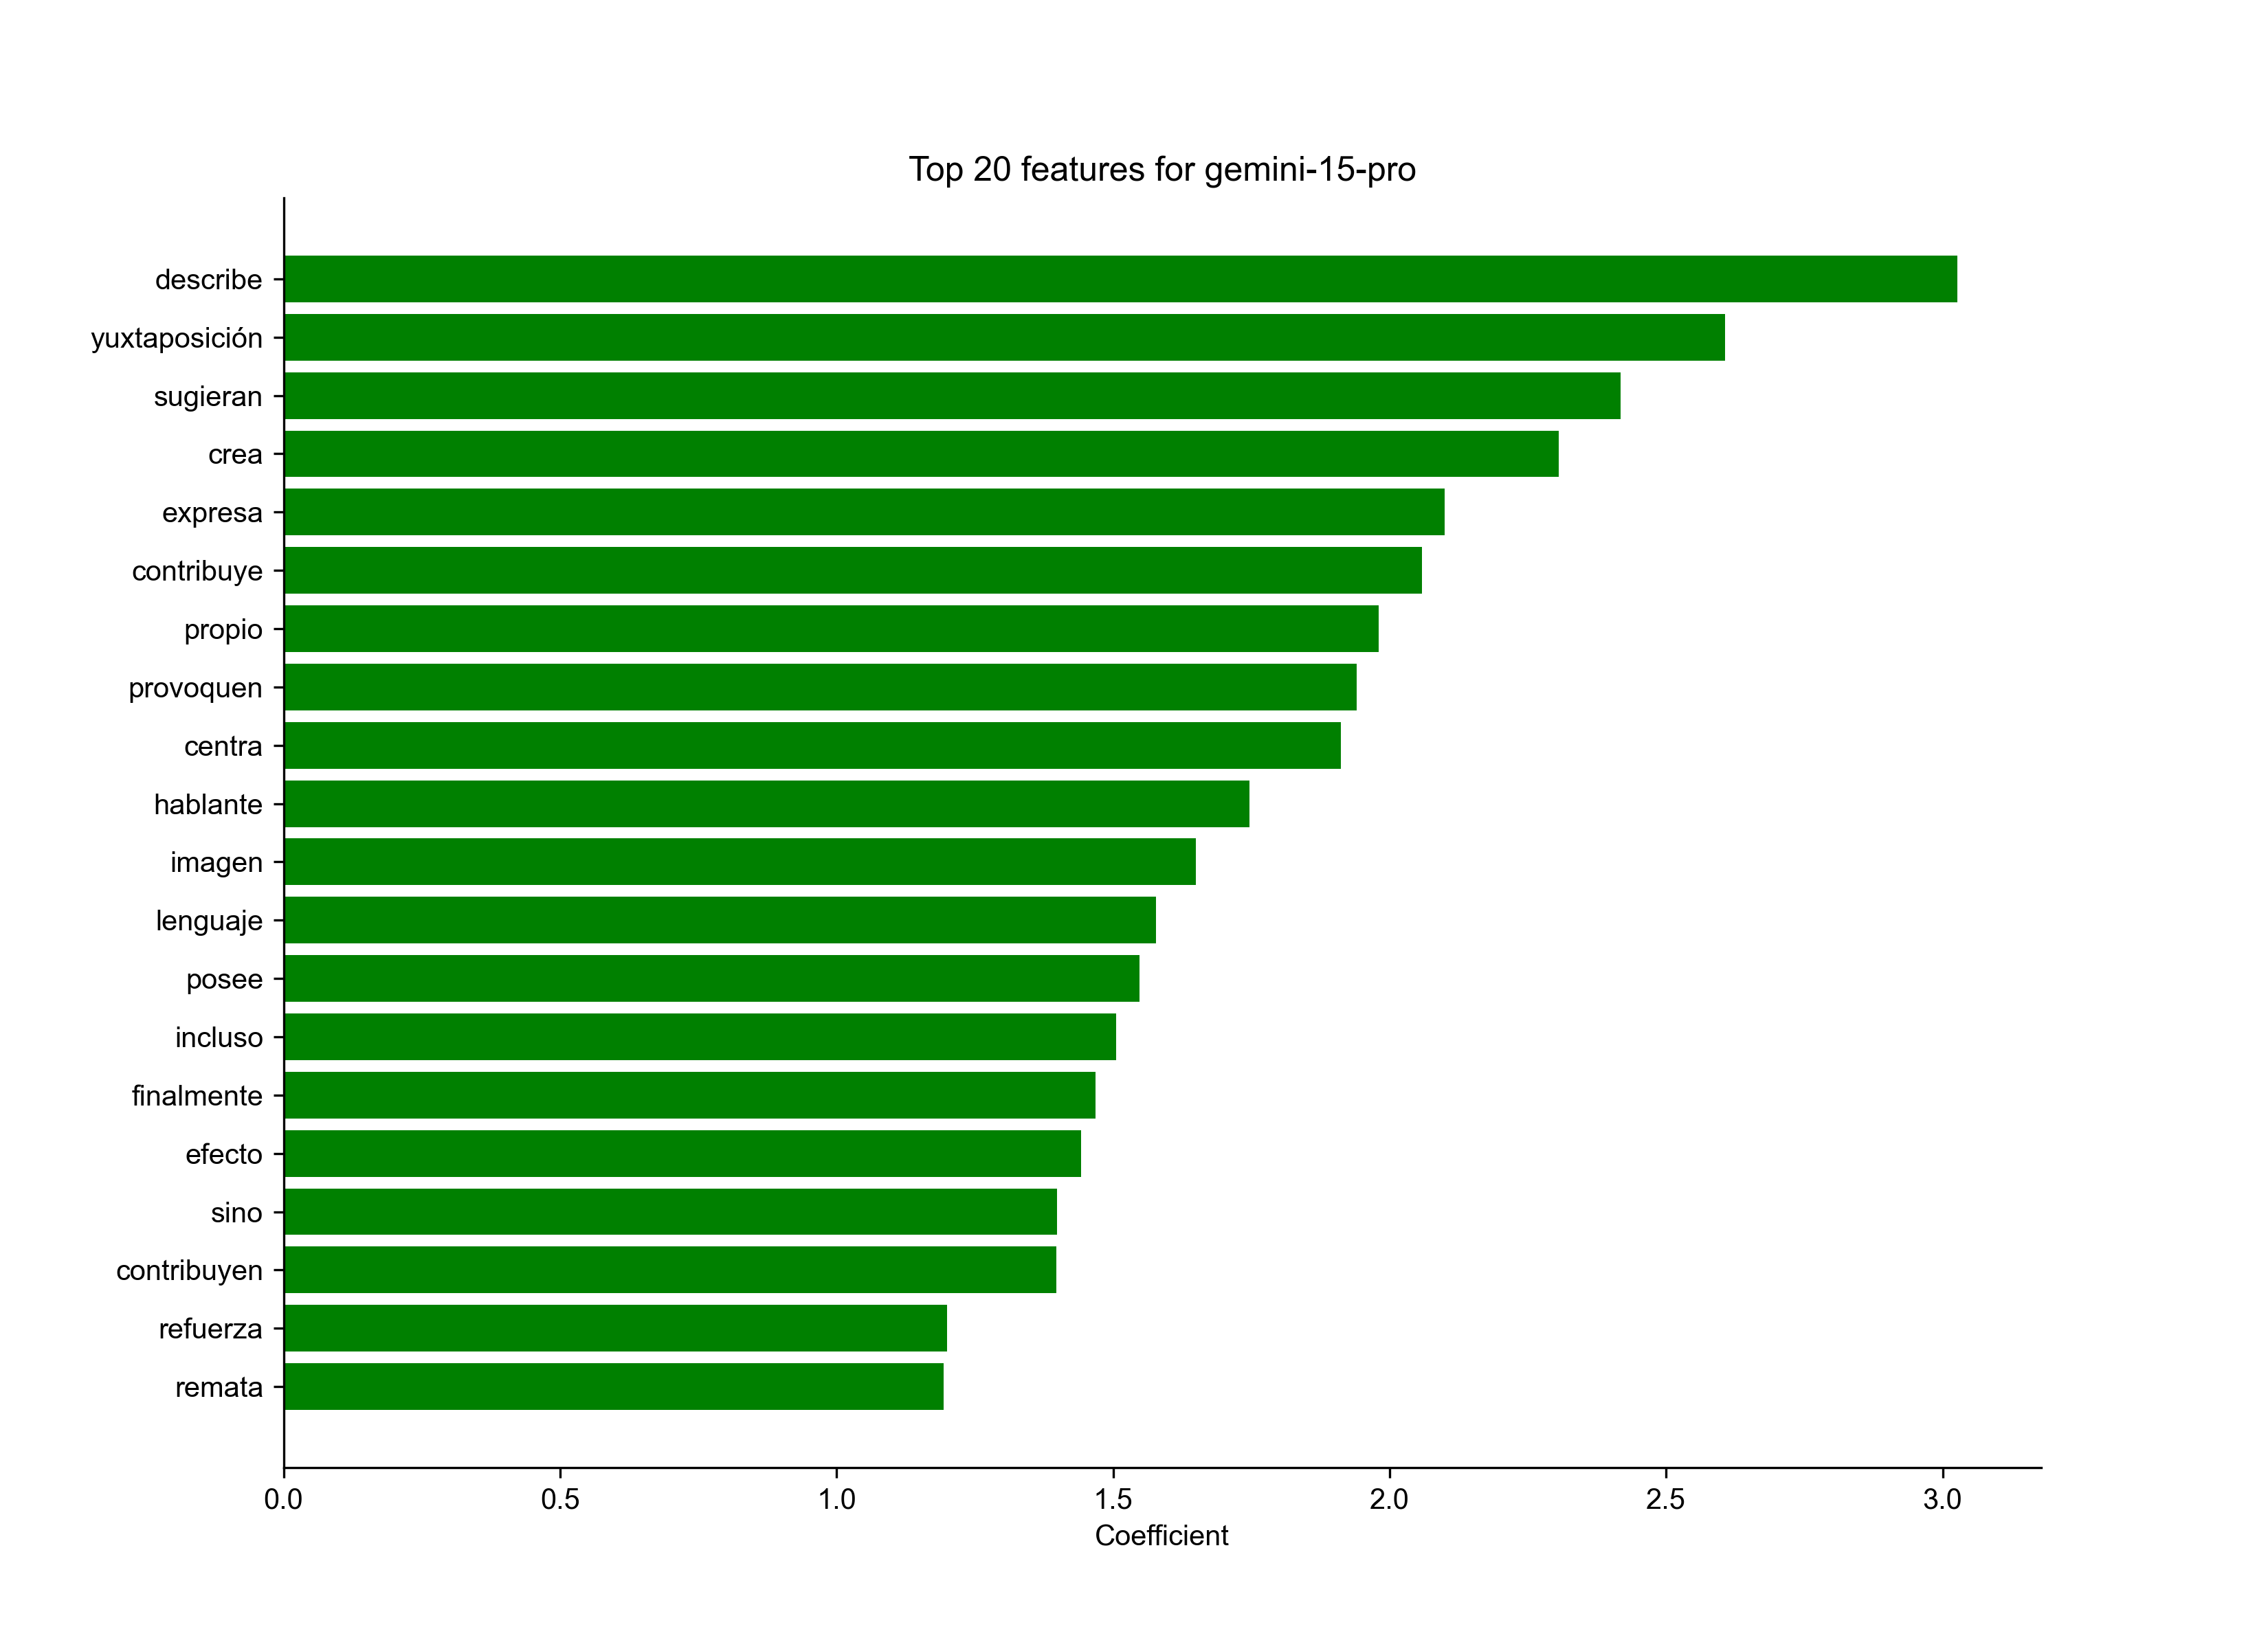 Top 20 features for gemini-15-pro
describe
yuxtaposición
sugieran
crea
expresa
contribuye
propio
provoquen
centra
hablante
imagen
lenguaje
posee
incluso
finalmente
efecto
sino
contribuyen
refuerza
remata
0.0 0.5 1.0 1.5 2.0 2.5 3.0
Coefficient